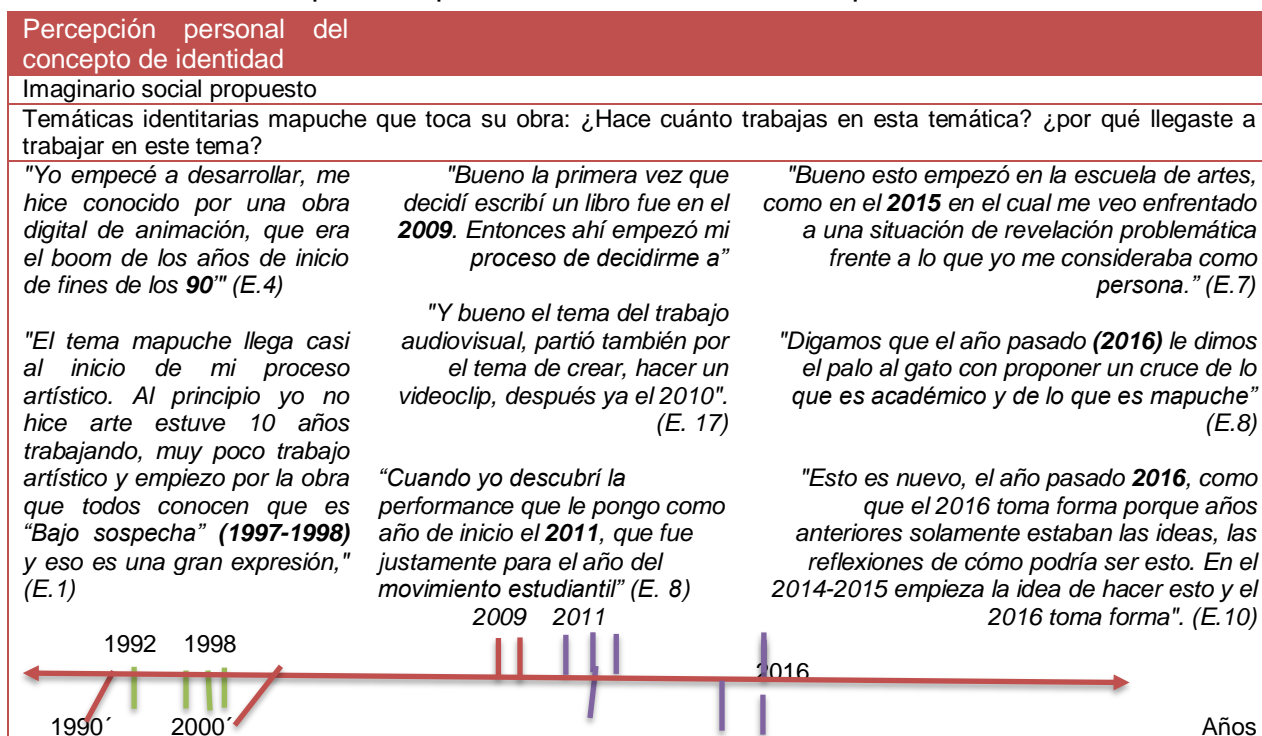 Percepción personal del
concepto de identidad
Imaginario social propuesto
Temáticas identitarias mapuche que toca su obra: ¿Hace cuánto trabajas en esta temática? ¿por qué llegaste a
trabajar en este tema?
"Yo empecé a desarrollar, me
hice conocido por una obra
digital de animación, que era
el boom de los años de inicio
de fines de los 90'" (E.4)
"El tema mapuche llega casi
al inicio de mi proceso
artístico. Al principio yo no
hice arte estuve 10 años
trabajando, muy poco trabajo
artístico y empiezo por la obra
que todos conocen que es
“Bajo sospecha” (1997-1998)
y eso es una gran expresión,"
(E.1)
"Bueno la primera vez que
decidí escribí un libro fue en el
2009. Entonces ahí empezó mi
proceso de decidirme a”
"Y bueno el tema del trabajo
audiovisual, partió también por
el tema de crear, hacer un
videoclip, después ya el 2010".
(E. 17)
“Cuando yo descubrí la
performance que le pongo como
año de inicio el 2011, que fue
justamente para el año del
movimiento estudiantil” (E. 8)
"Bueno esto empezó en la escuela de artes,
como en el 2015 en el cual me veo enfrentado
a una situación de revelación problemática
frente a lo que yo me consideraba como
persona.” (E.7)
"Digamos que el año pasado (2016) le dimos
el palo al gato con proponer un cruce de lo
que es académico y de lo que es mapuche”
(E.8)
"Esto es nuevo, el año pasado 2016, como
que el 2016 toma forma porque años
anteriores solamente estaban las ideas, las
reflexiones de cómo podría ser esto. En el
2014-2015 empieza la idea de hacer esto y el
2016 toma forma". (E.10)
2009 2011
1992 1998
2016
1990´ 2000´ Años